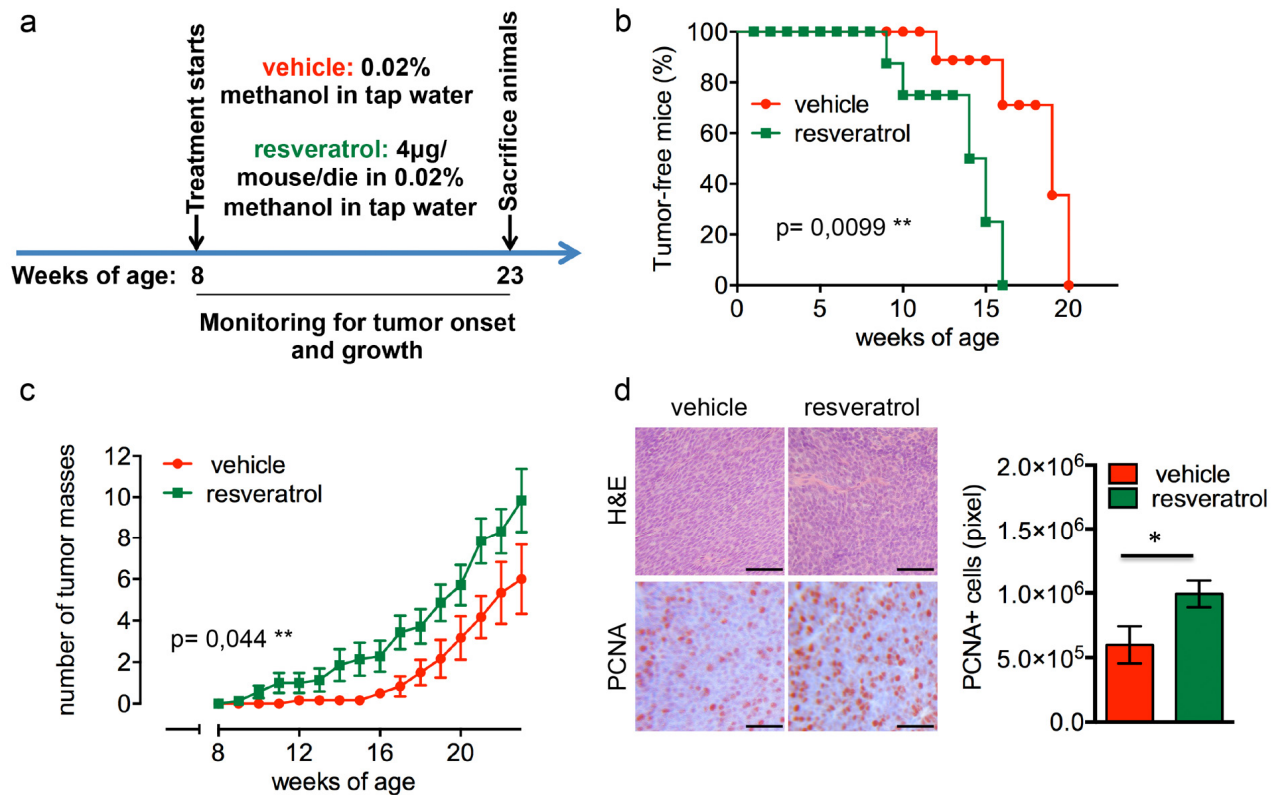 a
Treatment starts
vehicle: 0.02%
methanol in tap water
resveratrol: 4µg/
mouse/die in 0.02%
methanol in tap water
Sacrifice animals
Weeks of age: 8 23
Monitoring for tumor onset
and growth
b
Tumor-free mice (%)
100
80
60
40
20
0
vehicle
resveratrol
p= 0,0099 **
0 5 10 15 20
weeks of age
c
number of tumor masses
12
10
8
6
4
2
0
vehicle
resveratrol
p= 0,044 **
8 12 16 20
weeks of age
d
vehicle resveratrol
H&E
PCNA
PCNA+ cells (pixel)
2.0×10⁶
1.5×10⁶
1.0×10⁶
5.0×10⁵
0.0
vehicle
resveratrol
*